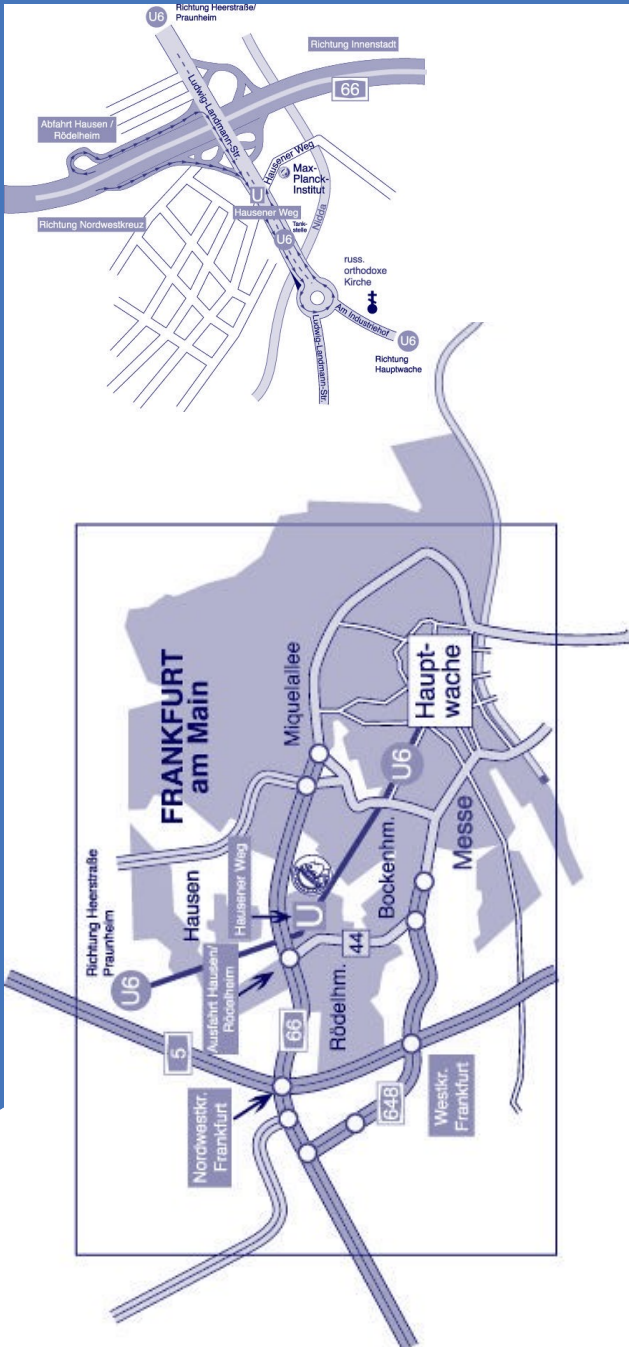 U6
Richtung Heerstraße/
Praunheim
Richtung Innenstadt
66
Ludwig-Landmann-Str.
Abfahrt Hausen /
Rödelheim
Hausener Weg
Max-
Planck-
Institut
U
Hausener Weg
Nidda
Richtung Nordwestkreuz
Tank-
stelle
U6
russ.
orthodoxe
Kirche
Am Industriehof
U6
Ludwig-Landmann-Str.
Richtung
Hauptwache
FRANKFURT
am Main
Miquelallee
Haupt-
wache
U6
Richtung Heerstraße
Praunheim
U6
Hausen
Hausener Weg
U
Bockenhm.
Messe
Ausfahrt Hausen/
Rödelheim
44
5
66
Rödelhm.
Nordwestkr.
Frankfurt
648
Westkr.
Frankfurt